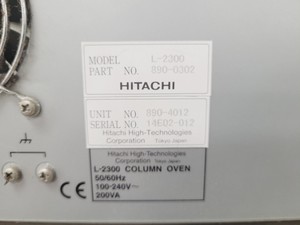 MODEL L-2300
PART NO. 890-0302
HITACHI
UNIT NO. 890-4012
SERIAL NO. 14E02-012
Hitachi High-Technologies
Corporation Tokyo Japan
Hitachi High-Technologies
Corporation Tokyo Japan
L-2300 COLUMN OVEN
50/60Hz
100-240V~
200VA
CE